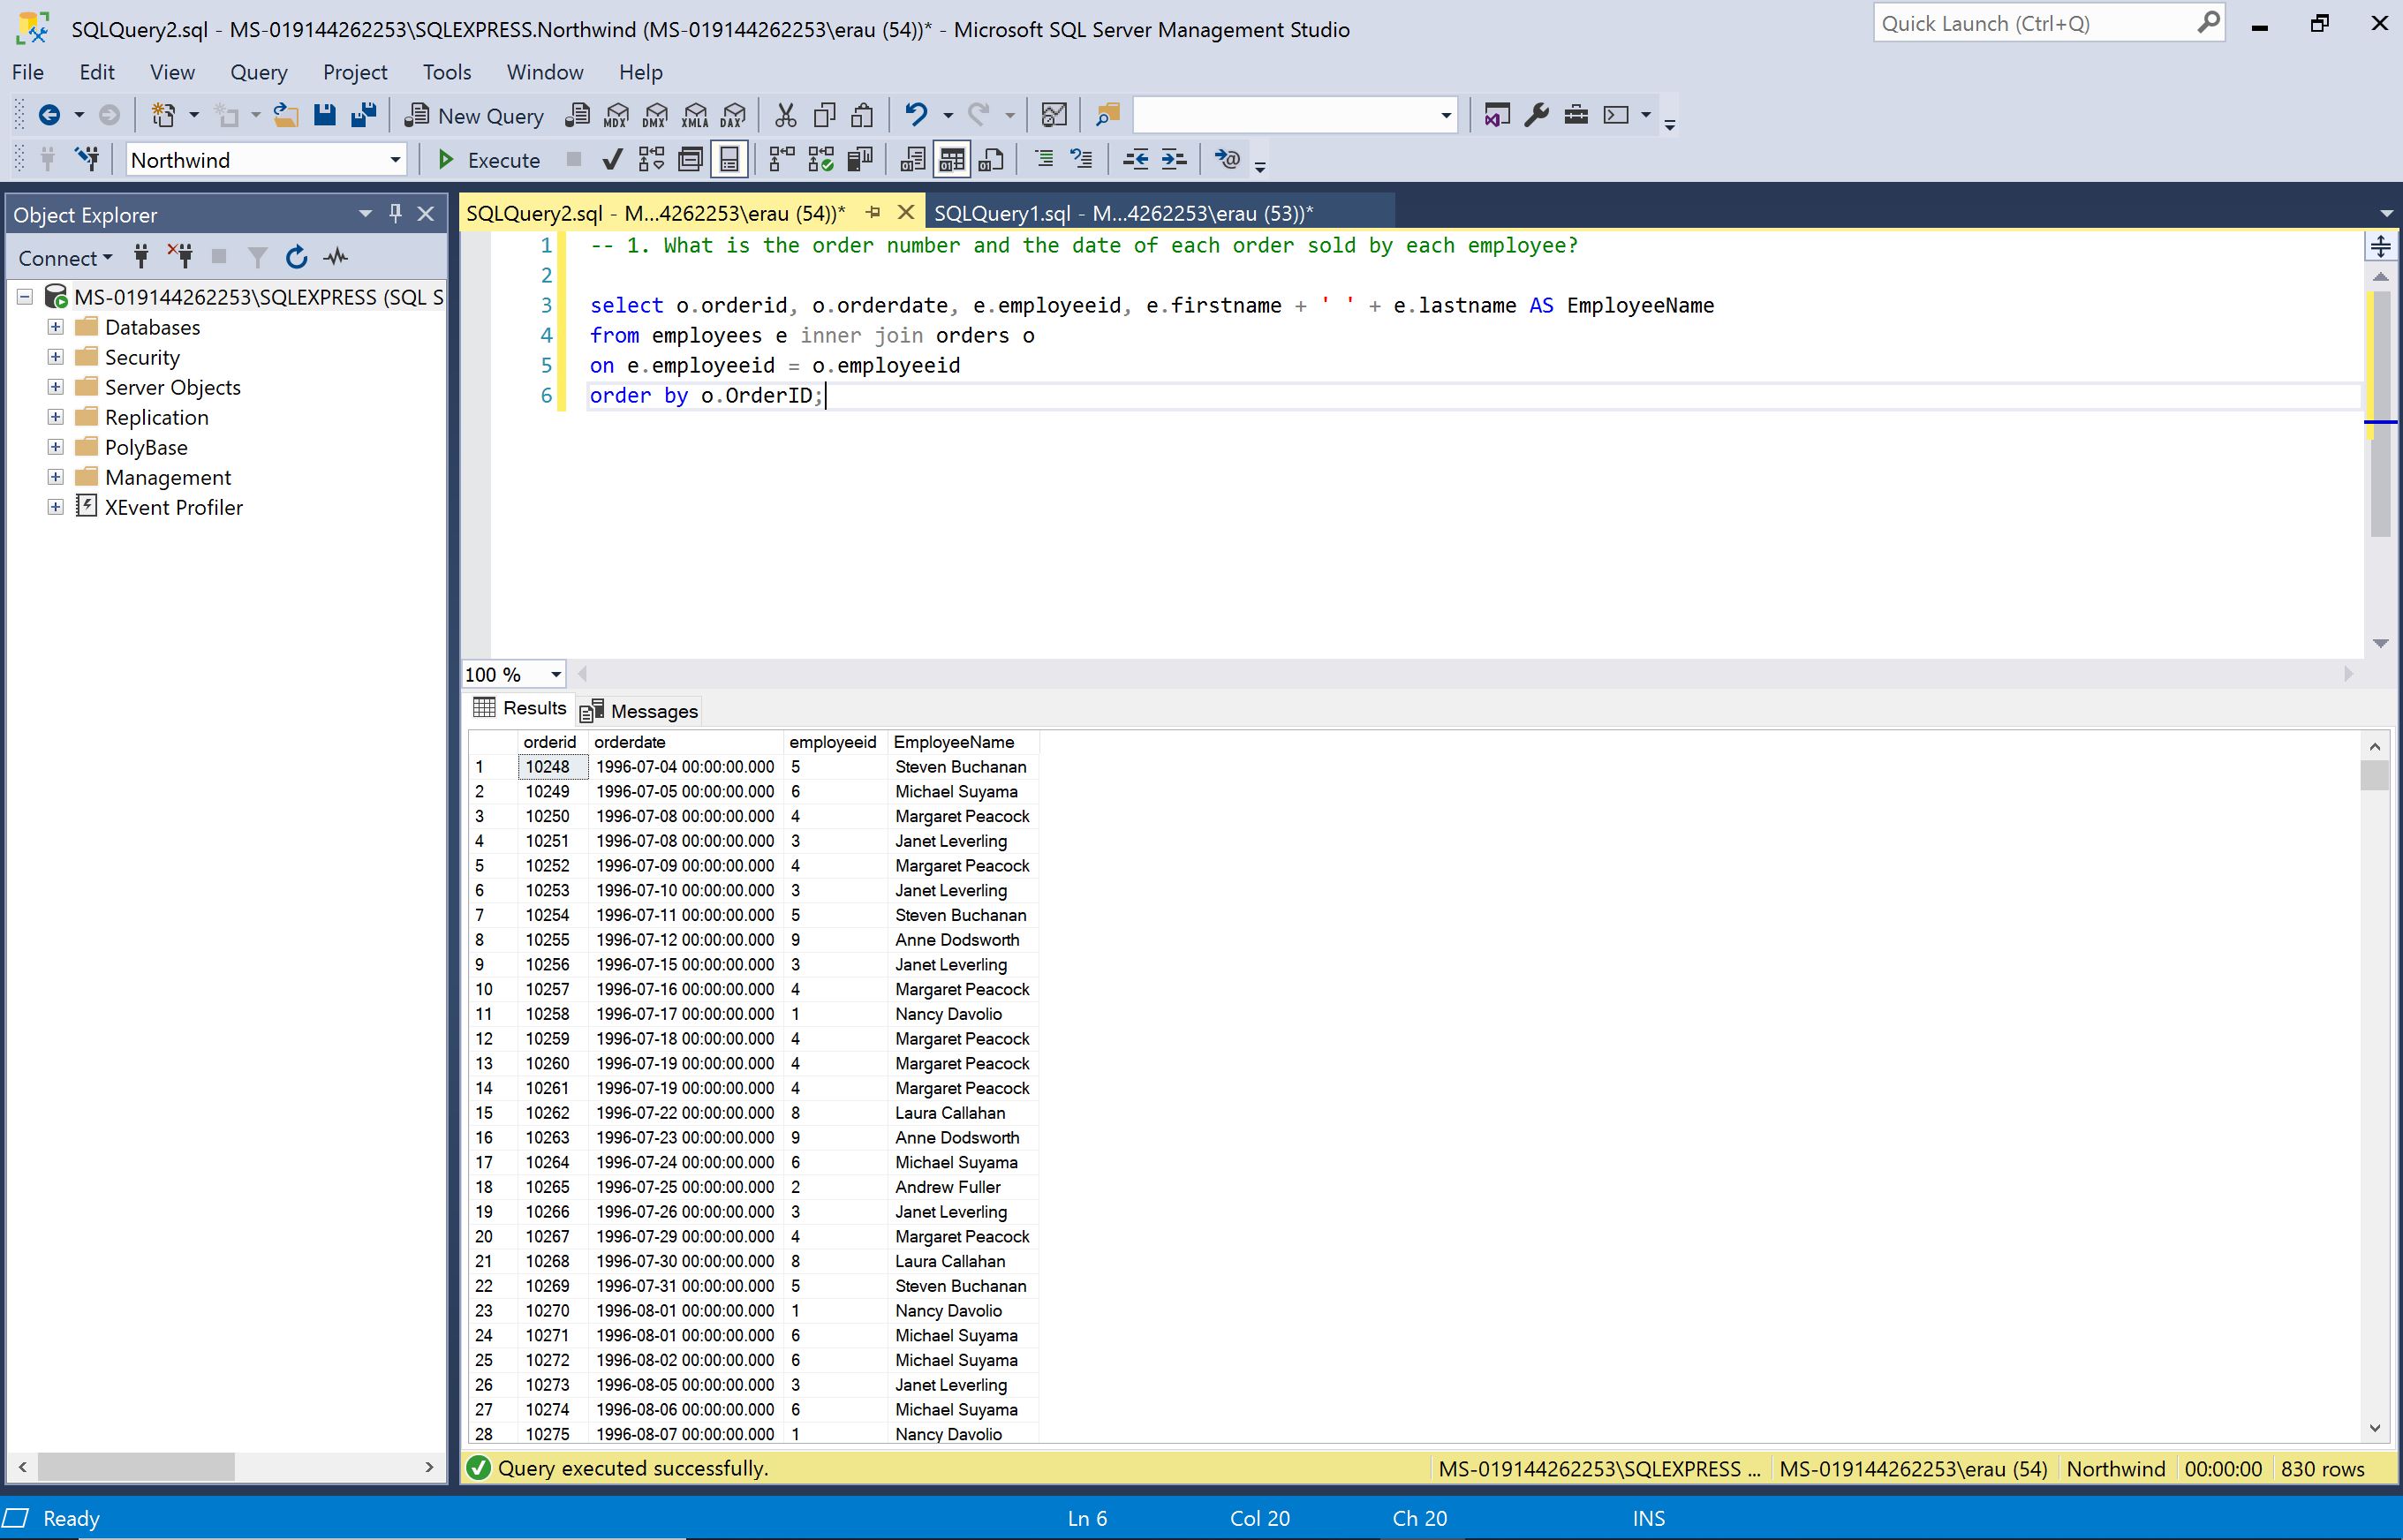 SQLQuery2.sql - MS-019144262253\SQLEXPRESS.Northwind (MS-019144262253\erau (54))* - Microsoft SQL Server Management Studio
Quick Launch (Ctrl+Q)
File Edit View Query Project Tools Window Help
New Query MDX DMX XMLA DAX
Northwind Execute
Object Explorer
SQLQuery2.sql - M...4262253\erau (54))* SQLQuery1.sql - M...4262253\erau (53))*
Connect
MS-019144262253\SQLEXPRESS (SQL S
Databases
Security
Server Objects
Replication
PolyBase
Management
XEvent Profiler
1 -- 1. What is the order number and the date of each order sold by each employee?
2
3 select o.orderid, o.orderdate, e.employeeid, e.firstname + ' ' + e.lastname AS EmployeeName
4 from employees e inner join orders o
5 on e.employeeid = o.employeeid
6 order by o.OrderID;
100 %
Results Messages
orderid orderdate employeeid EmployeeName
1 10248 1996-07-04 00:00:00.000 5 Steven Buchanan
2 10249 1996-07-05 00:00:00.000 6 Michael Suyama
3 10250 1996-07-08 00:00:00.000 4 Margaret Peacock
4 10251 1996-07-08 00:00:00.000 3 Janet Leverling
5 10252 1996-07-09 00:00:00.000 4 Margaret Peacock
6 10253 1996-07-10 00:00:00.000 3 Janet Leverling
7 10254 1996-07-11 00:00:00.000 5 Steven Buchanan
8 10255 1996-07-12 00:00:00.000 9 Anne Dodsworth
9 10256 1996-07-15 00:00:00.000 3 Janet Leverling
10 10257 1996-07-16 00:00:00.000 4 Margaret Peacock
11 10258 1996-07-17 00:00:00.000 1 Nancy Davolio
12 10259 1996-07-18 00:00:00.000 4 Margaret Peacock
13 10260 1996-07-19 00:00:00.000 4 Margaret Peacock
14 10261 1996-07-19 00:00:00.000 4 Margaret Peacock
15 10262 1996-07-22 00:00:00.000 8 Laura Callahan
16 10263 1996-07-23 00:00:00.000 9 Anne Dodsworth
17 10264 1996-07-24 00:00:00.000 6 Michael Suyama
18 10265 1996-07-25 00:00:00.000 2 Andrew Fuller
19 10266 1996-07-26 00:00:00.000 3 Janet Leverling
20 10267 1996-07-29 00:00:00.000 4 Margaret Peacock
21 10268 1996-07-30 00:00:00.000 8 Laura Callahan
22 10269 1996-07-31 00:00:00.000 5 Steven Buchanan
23 10270 1996-08-01 00:00:00.000 1 Nancy Davolio
24 10271 1996-08-01 00:00:00.000 6 Michael Suyama
25 10272 1996-08-02 00:00:00.000 6 Michael Suyama
26 10273 1996-08-05 00:00:00.000 3 Janet Leverling
27 10274 1996-08-06 00:00:00.000 6 Michael Suyama
28 10275 1996-08-07 00:00:00.000 1 Nancy Davolio
Query executed successfully. MS-019144262253\SQLEXPRESS ... MS-019144262253\erau (54) Northwind 00:00:00 830 rows
Ready Ln 6 Col 20 Ch 20 INS